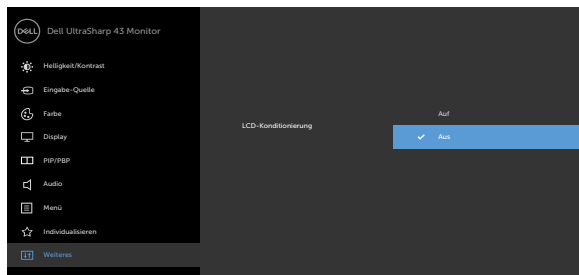 DELL
Dell UltraSharp 43 Monitor
Helligkeit/Kontrast
Eingabe-Quelle
Farbe
Display
PIP/PBP
Audio
Menü
Individualisieren
Weiteres
LCD-Konditionierung
Auf
Aus